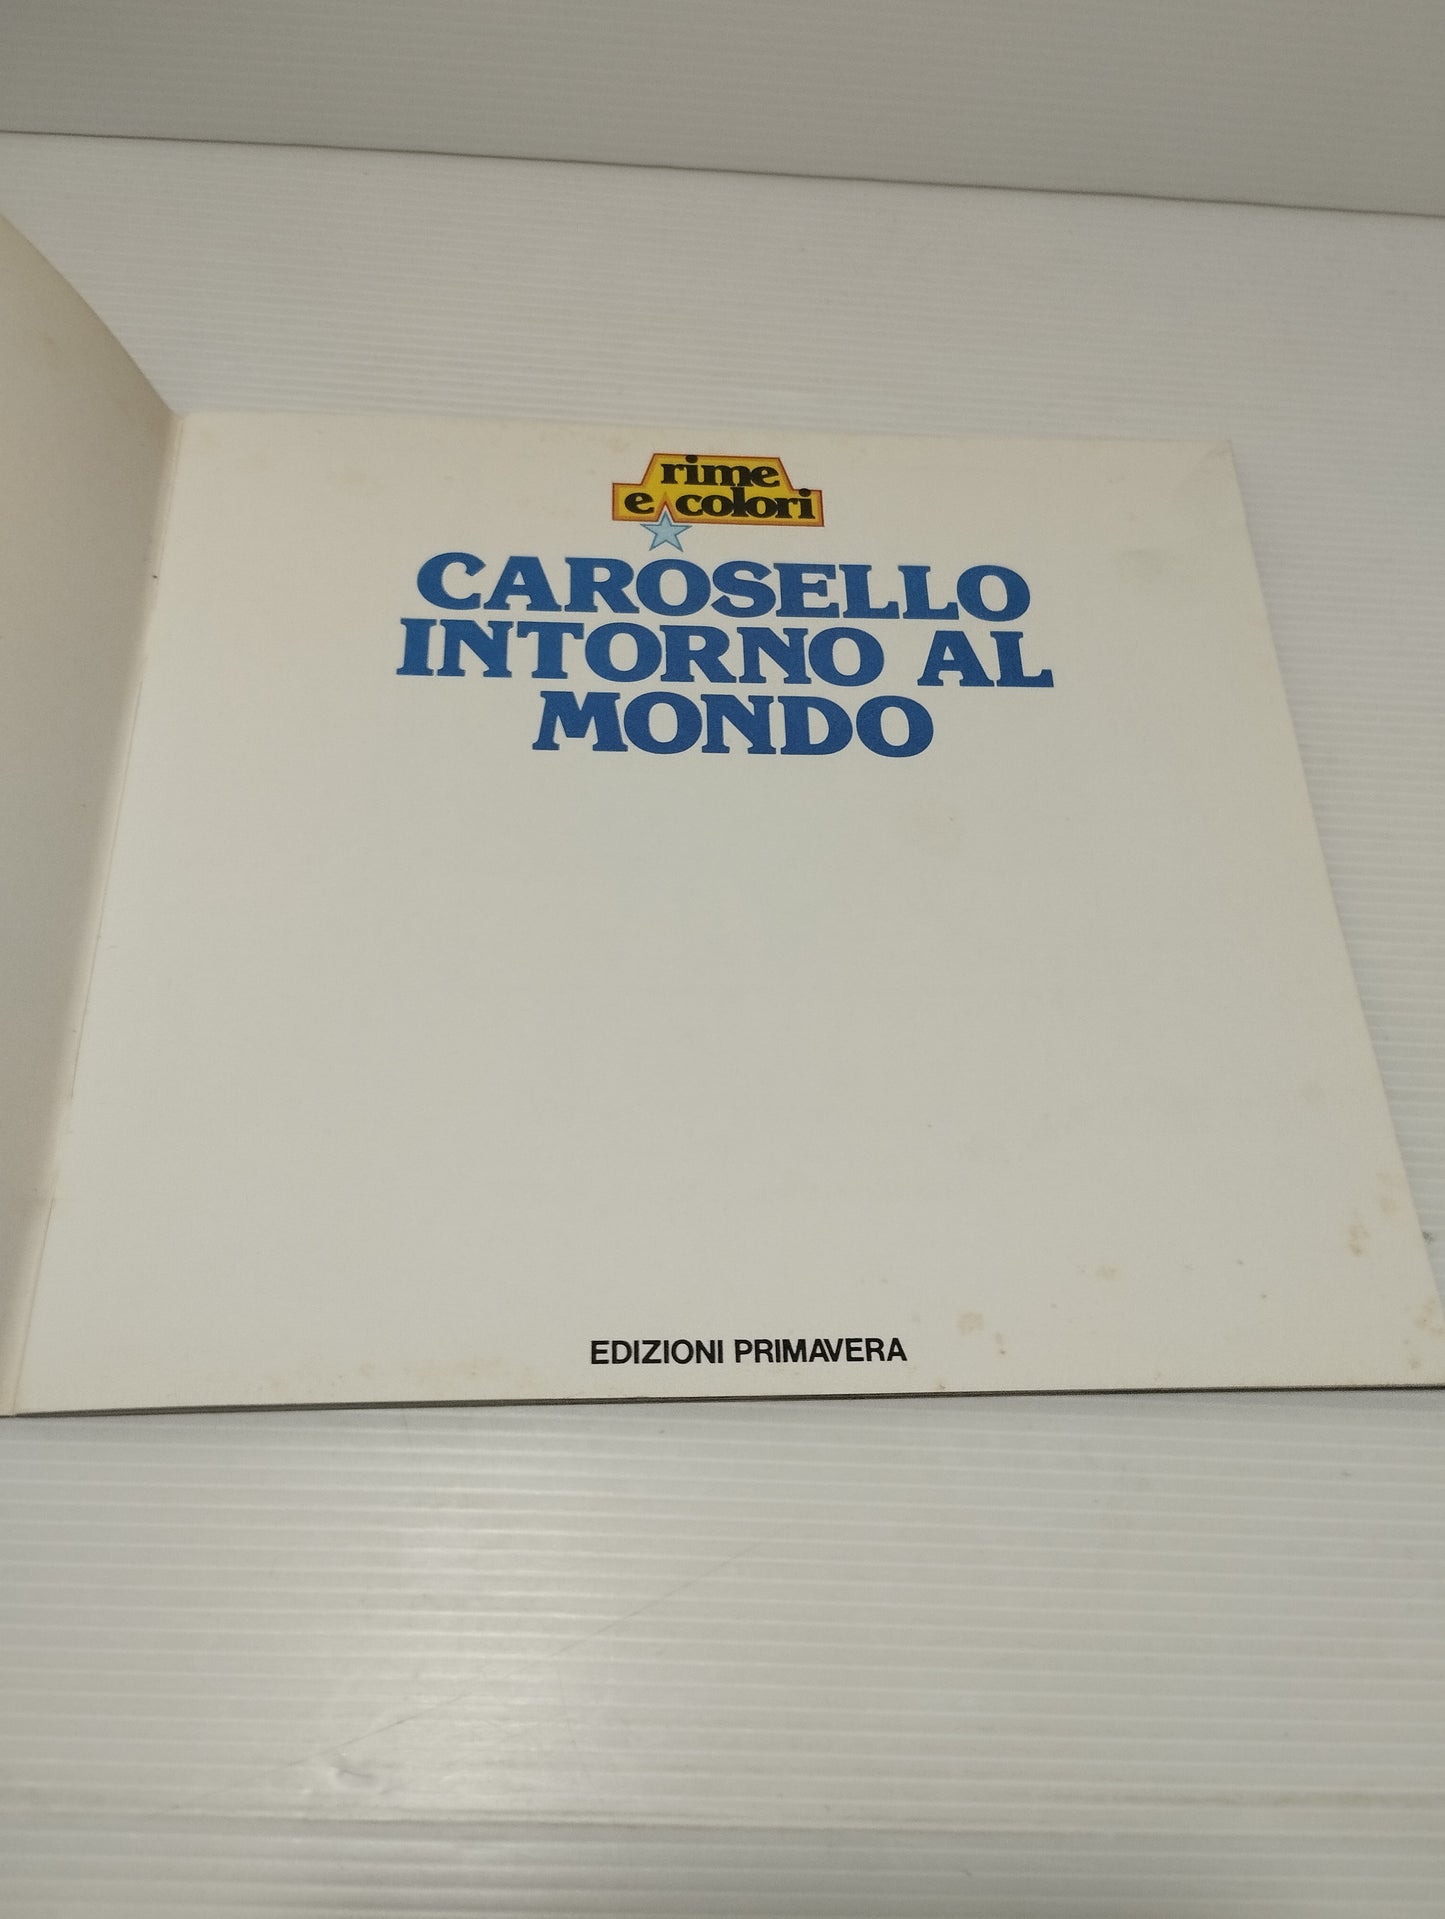 rime
e colori
CAROSELLO
INTORNO AL
MONDO
EDIZIONI PRIMAVERA